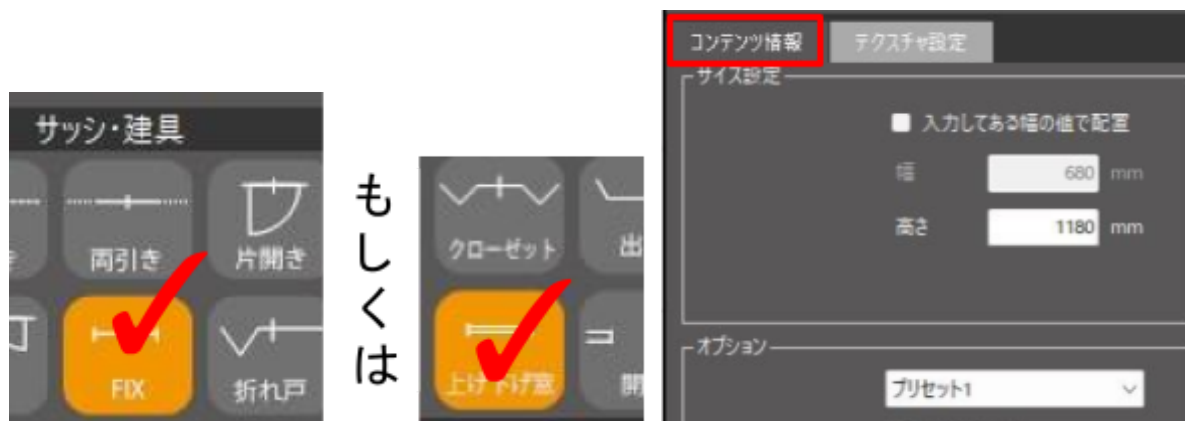 サッシ・建具
両引き
片開き
FIX
折れ戸
もしくは
クローゼット
出
上げ下げ窓
開
コンテンツ情報
テクスチャ設定
サイズ設定
入力してある幅の値で配置
幅 680 mm
高さ 1180 mm
オプション
プリセット1